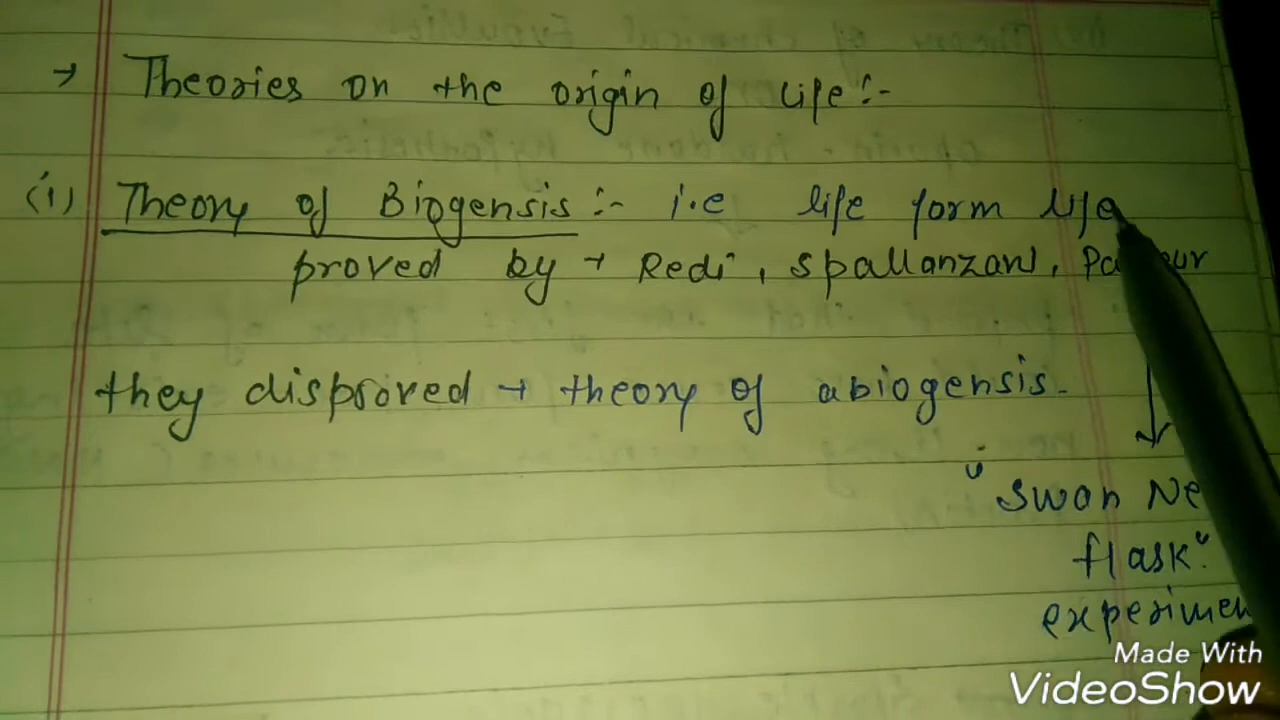 → Theories on the origin of life :-
(i) Theory of Biogensis :- i.e life form life
proved by → Redi, Spallanzani,
they disproved → theory of abiogensis.
"Swan
flask"
Made With
VideoShow